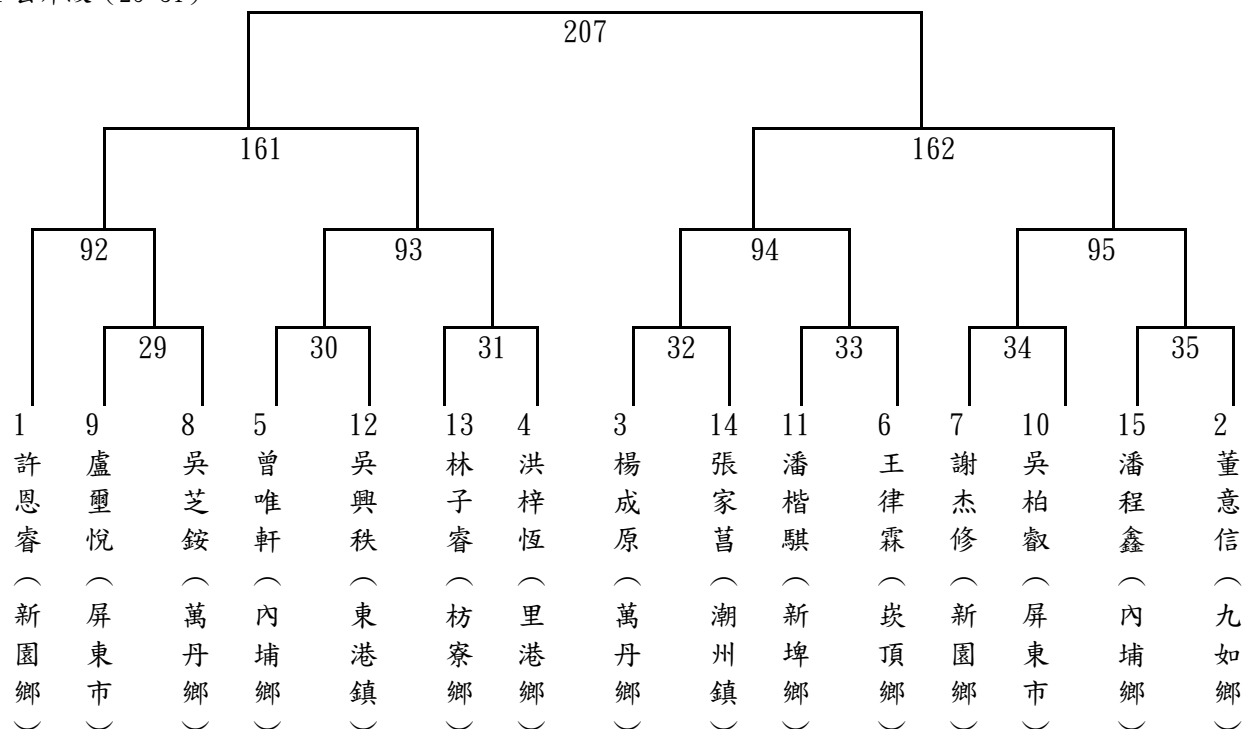 207
161 162
92 93 94 95
29 30 31 32 33 34 35
1 9 8 5 12 13 4 3 14 11 6 7 10 15 2
許恩睿（新園鄉）
盧璽悅（屏東市）
吳芝銨（萬丹鄉）
曾唯軒（內埔鄉）
吳興秩（東港鎮）
林子睿（枋寮鄉）
洪梓恆（里港鄉）
楊成原（萬丹鄉）
張家菖（潮州鎮）
潘楷騏（新埤鄉）
王律霖（崁頂鄉）
謝杰修（新園鄉）
吳柏叡（屏東市）
潘程鑫（內埔鄉）
董意信（九如鄉）